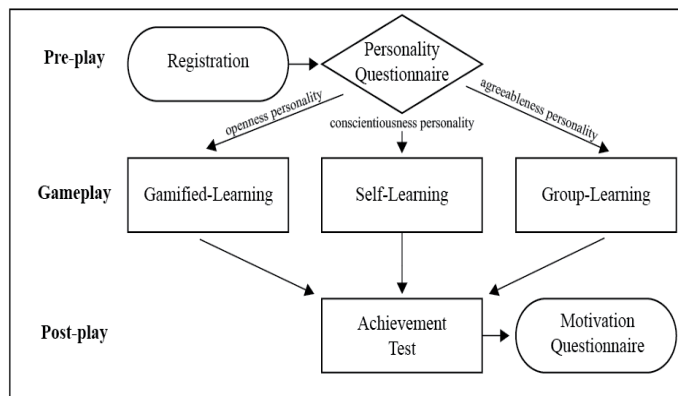 Pre-play
Registration
Personality
Questionnaire
openness personality
conscientiousness personality
agreeableness personality
Gameplay
Gamified-Learning
Self-Learning
Group-Learning
Post-play
Achievement
Test
Motivation
Questionnaire